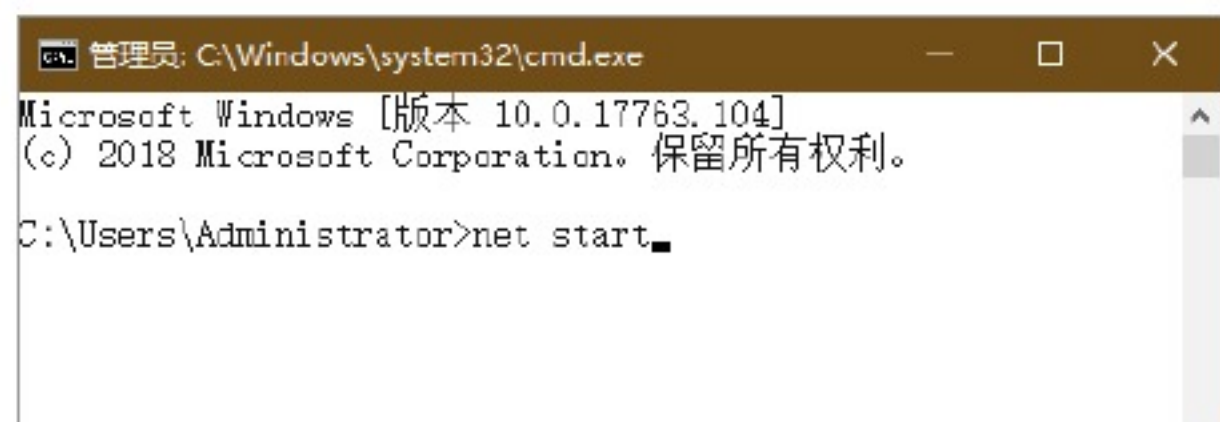 管理员: C:\Windows\system32\cmd.exe
Microsoft Windows [版本 10.0.17763.104]
(c) 2018 Microsoft Corporation。保留所有权利。
C:\Users\Administrator>net start